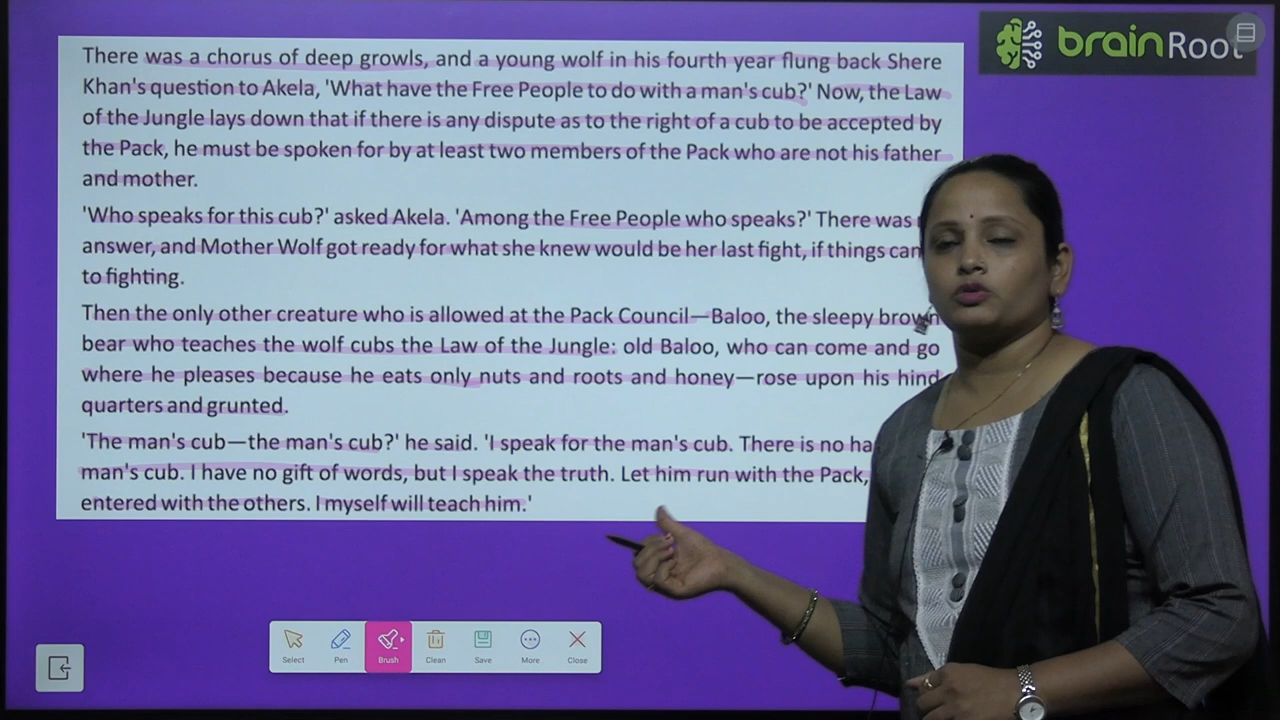 There was a chorus of deep growls, and a young wolf in his fourth year flung back Shere
Khan's question to Akela, 'What have the Free People to do with a man's cub?' Now, the Law
of the Jungle lays down that if there is any dispute as to the right of a cub to be accepted by
the Pack, he must be spoken for by at least two members of the Pack who are not his father
and mother.
'Who speaks for this cub?' asked Akela. 'Among the Free People who speaks?' There was
answer, and Mother Wolf got ready for what she knew would be her last fight, if things
to fighting.
Then the only other creature who is allowed at the Pack Council—Baloo, the sleepy brown
bear who teaches the wolf cubs the Law of the Jungle: old Baloo, who can come and go
where he pleases because he eats only nuts and roots and honey—rose upon his hind
quarters and grunted.
'The man's cub—the man's cub?' he said. 'I speak for the man's cub. There is no
man's cub. I have no gift of words, but I speak the truth. Let him run with the Pack,
entered with the others. I myself will teach him.'
brainRoot
Select Pen Brush Clean Save More Close